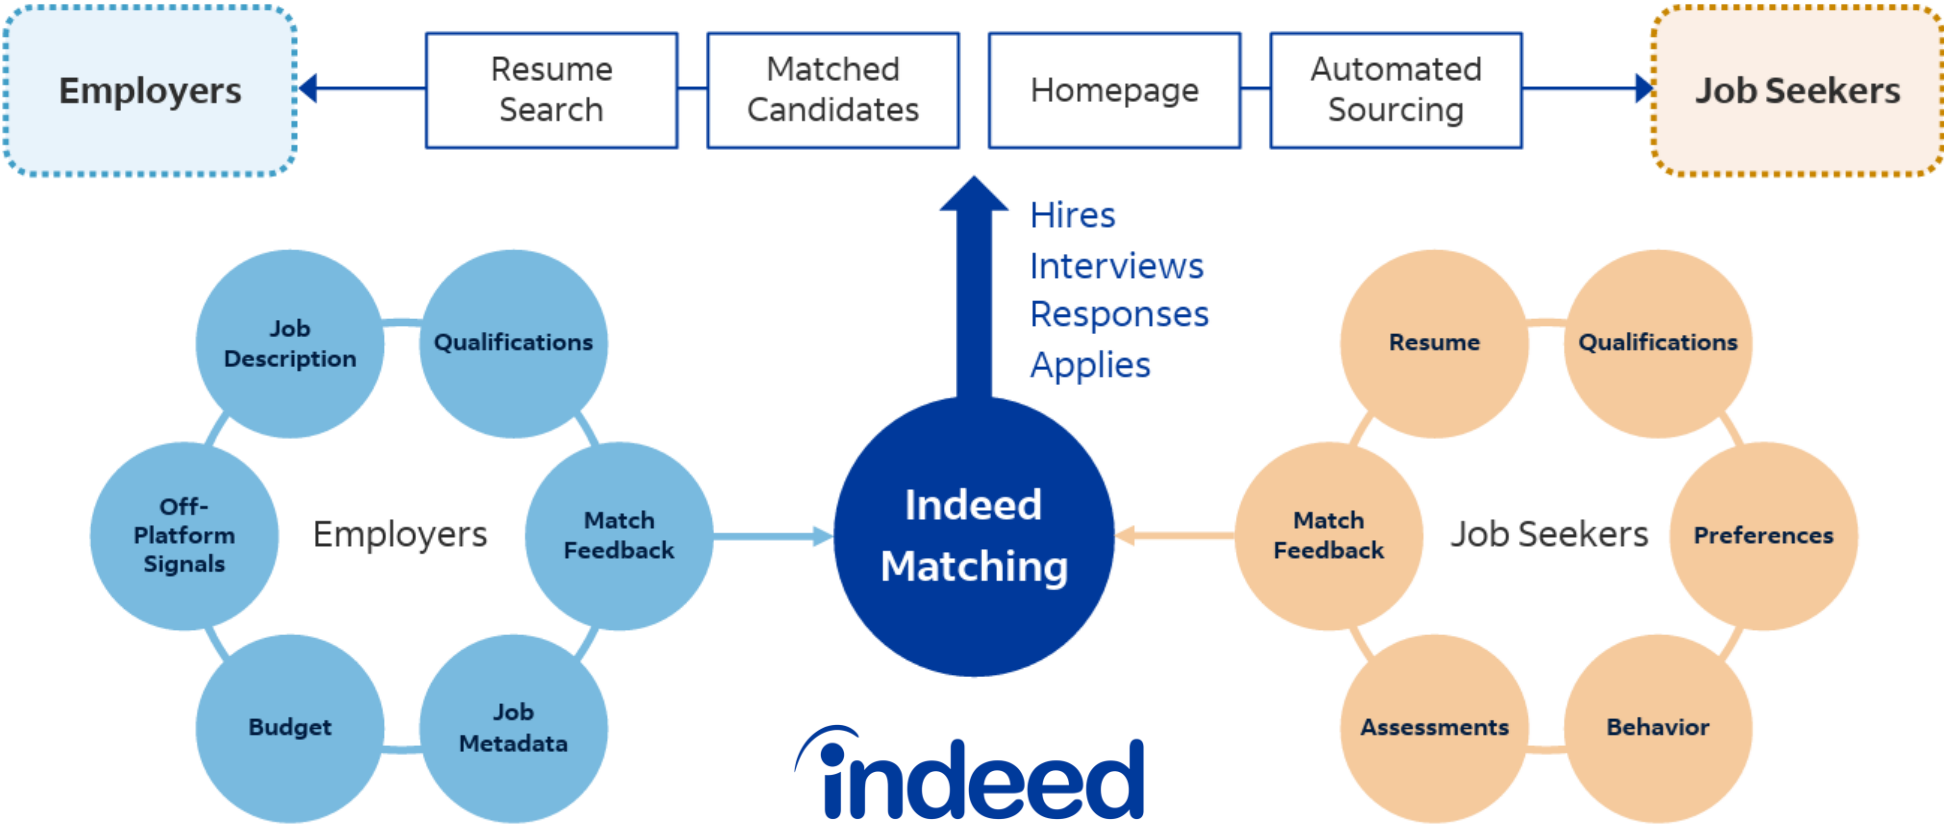 Employers
Resume
Search
Matched
Candidates
Homepage
Automated
Sourcing
Job Seekers
Hires
Interviews
Responses
Applies
Job
Description
Qualifications
Off-
Platform
Signals
Employers
Match
Feedback
Budget
Job
Metadata
Indeed
Matching
Resume
Qualifications
Match
Feedback
Job Seekers
Preferences
Assessments
Behavior
indeed